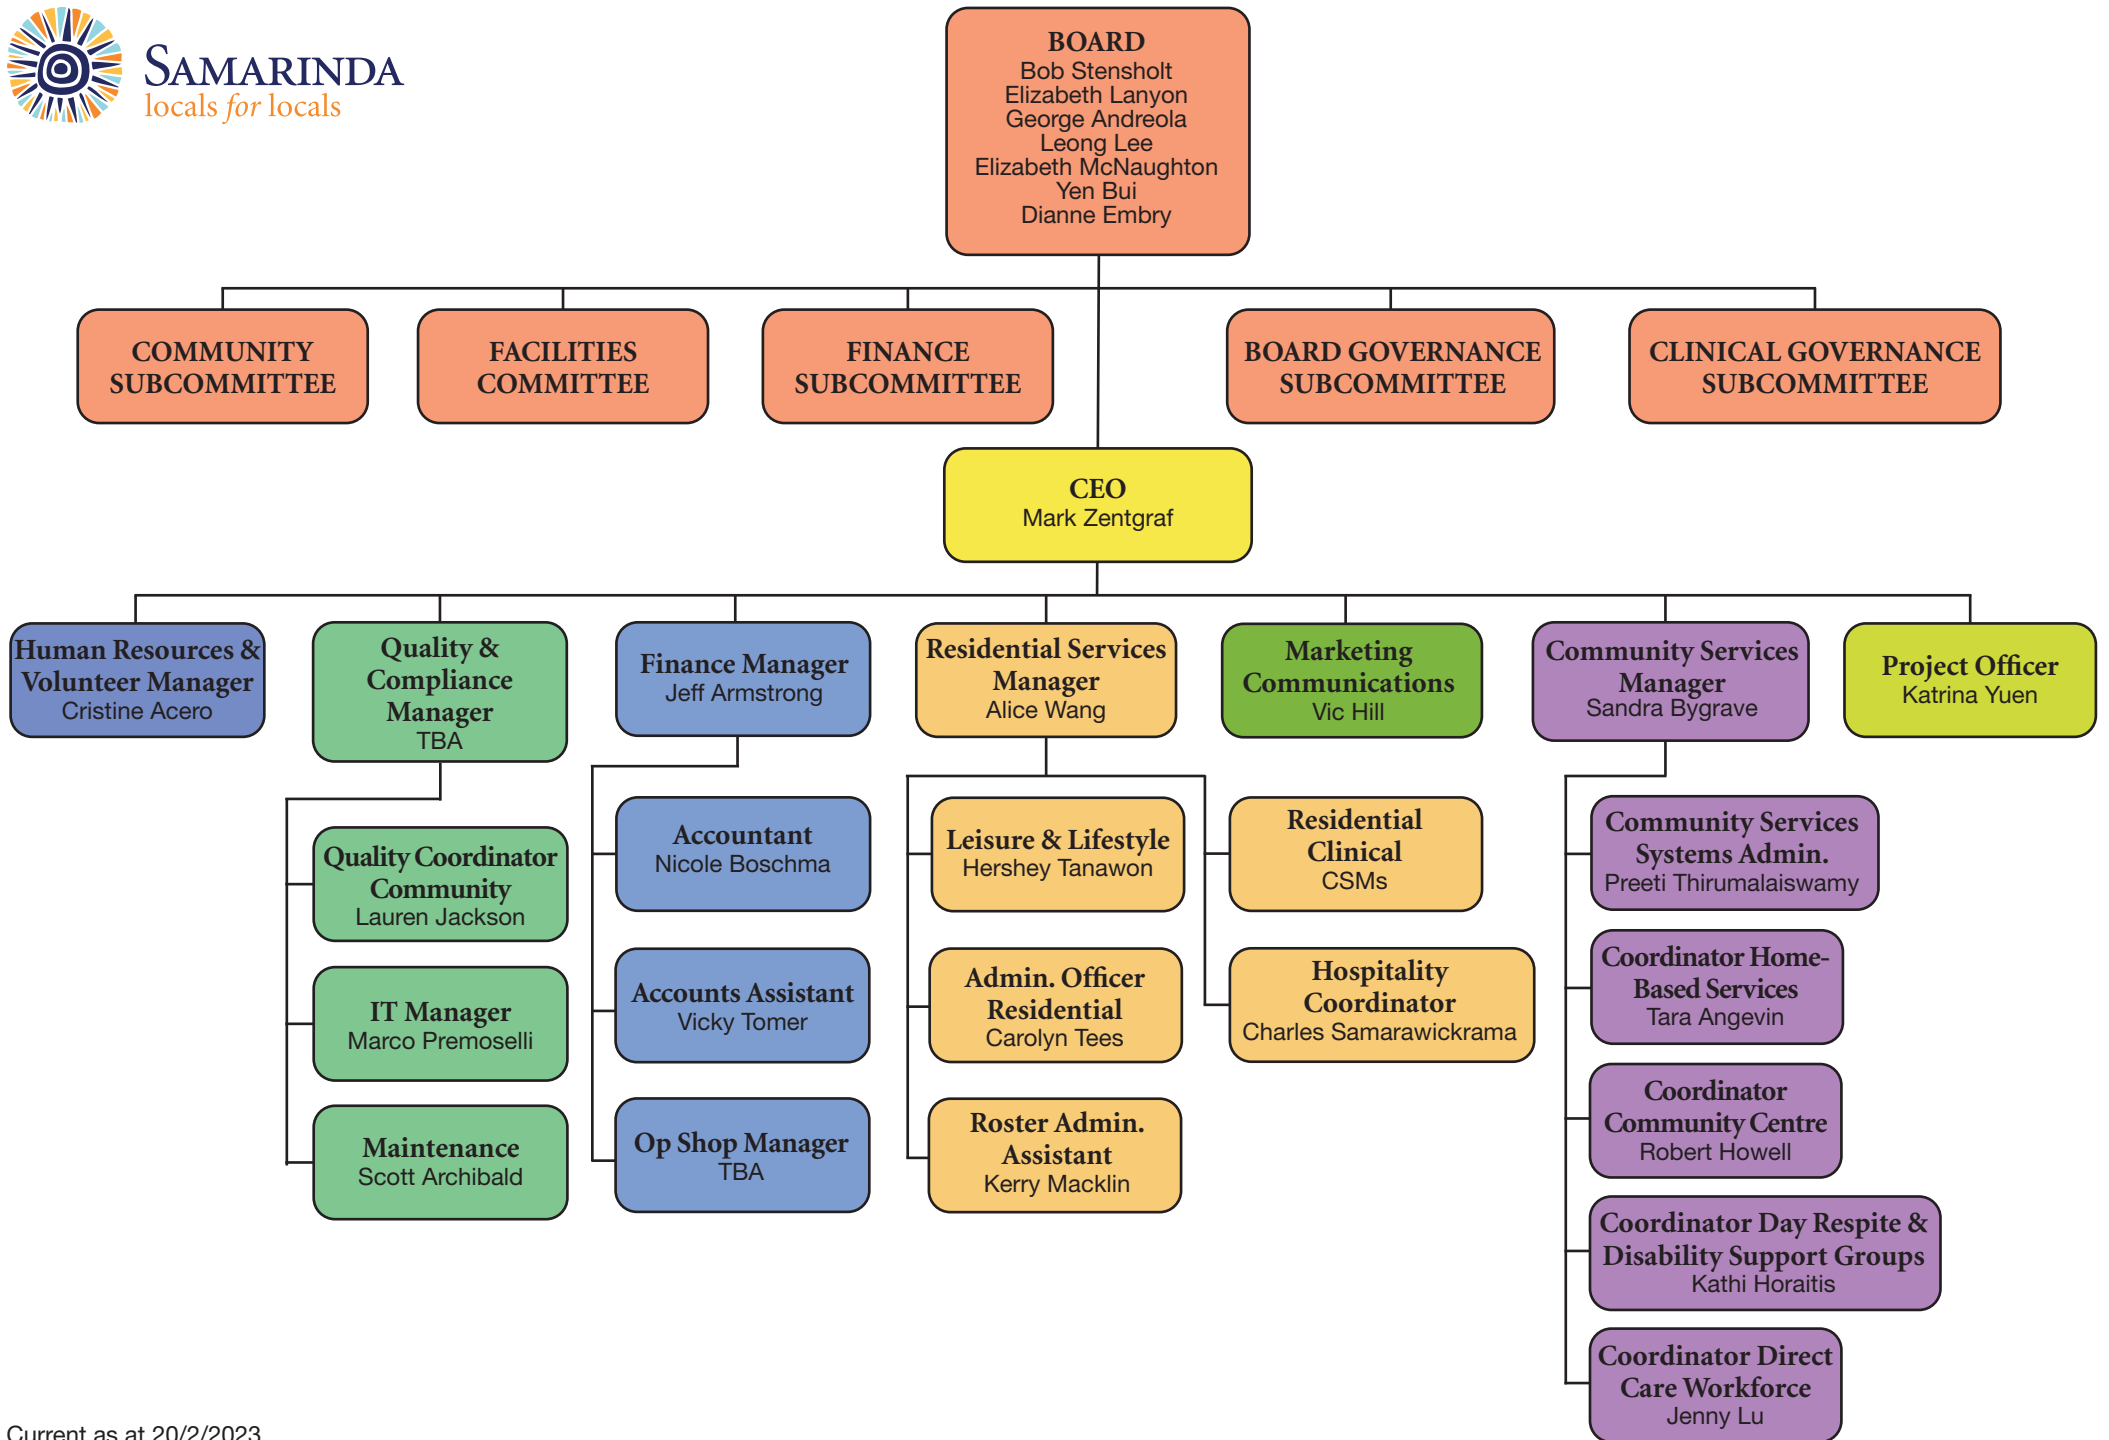 SAMARINDA
locals for locals
BOARD
Bob Stensholt
Elizabeth Lanyon
George Andreola
Leong Lee
Elizabeth McNaughton
Yen Bui
Dianne Embry
COMMUNITY
SUBCOMMITTEE
FACILITIES
COMMITTEE
FINANCE
SUBCOMMITTEE
BOARD GOVERNANCE
SUBCOMMITTEE
CLINICAL GOVERNANCE
SUBCOMMITTEE
CEO
Mark Zentgraf
Human Resources &
Volunteer Manager
Cristine Acero
Quality &
Compliance
Manager
TBA
Finance Manager
Jeff Armstrong
Residential Services
Manager
Alice Wang
Marketing
Communications
Vic Hill
Community Services
Manager
Sandra Bygrave
Project Officer
Katrina Yuen
Quality Coordinator
Community
Lauren Jackson
IT Manager
Marco Premoselli
Maintenance
Scott Archibald
Accountant
Nicole Boschma
Accounts Assistant
Vicky Tomer
Op Shop Manager
TBA
Leisure & Lifestyle
Hershey Tanawon
Admin. Officer
Residential
Carolyn Tees
Roster Admin.
Assistant
Kerry Macklin
Residential
Clinical
CSMs
Hospitality
Coordinator
Charles Samarawickrama
Community Services
Systems Admin.
Preeti Thirumalaiswamy
Coordinator Home-
Based Services
Tara Angevin
Coordinator
Community Centre
Robert Howell
Coordinator Day Respite &
Disability Support Groups
Kathi Horaitis
Coordinator Direct
Care Workforce
Jenny Lu
Current as at 20/2/2023